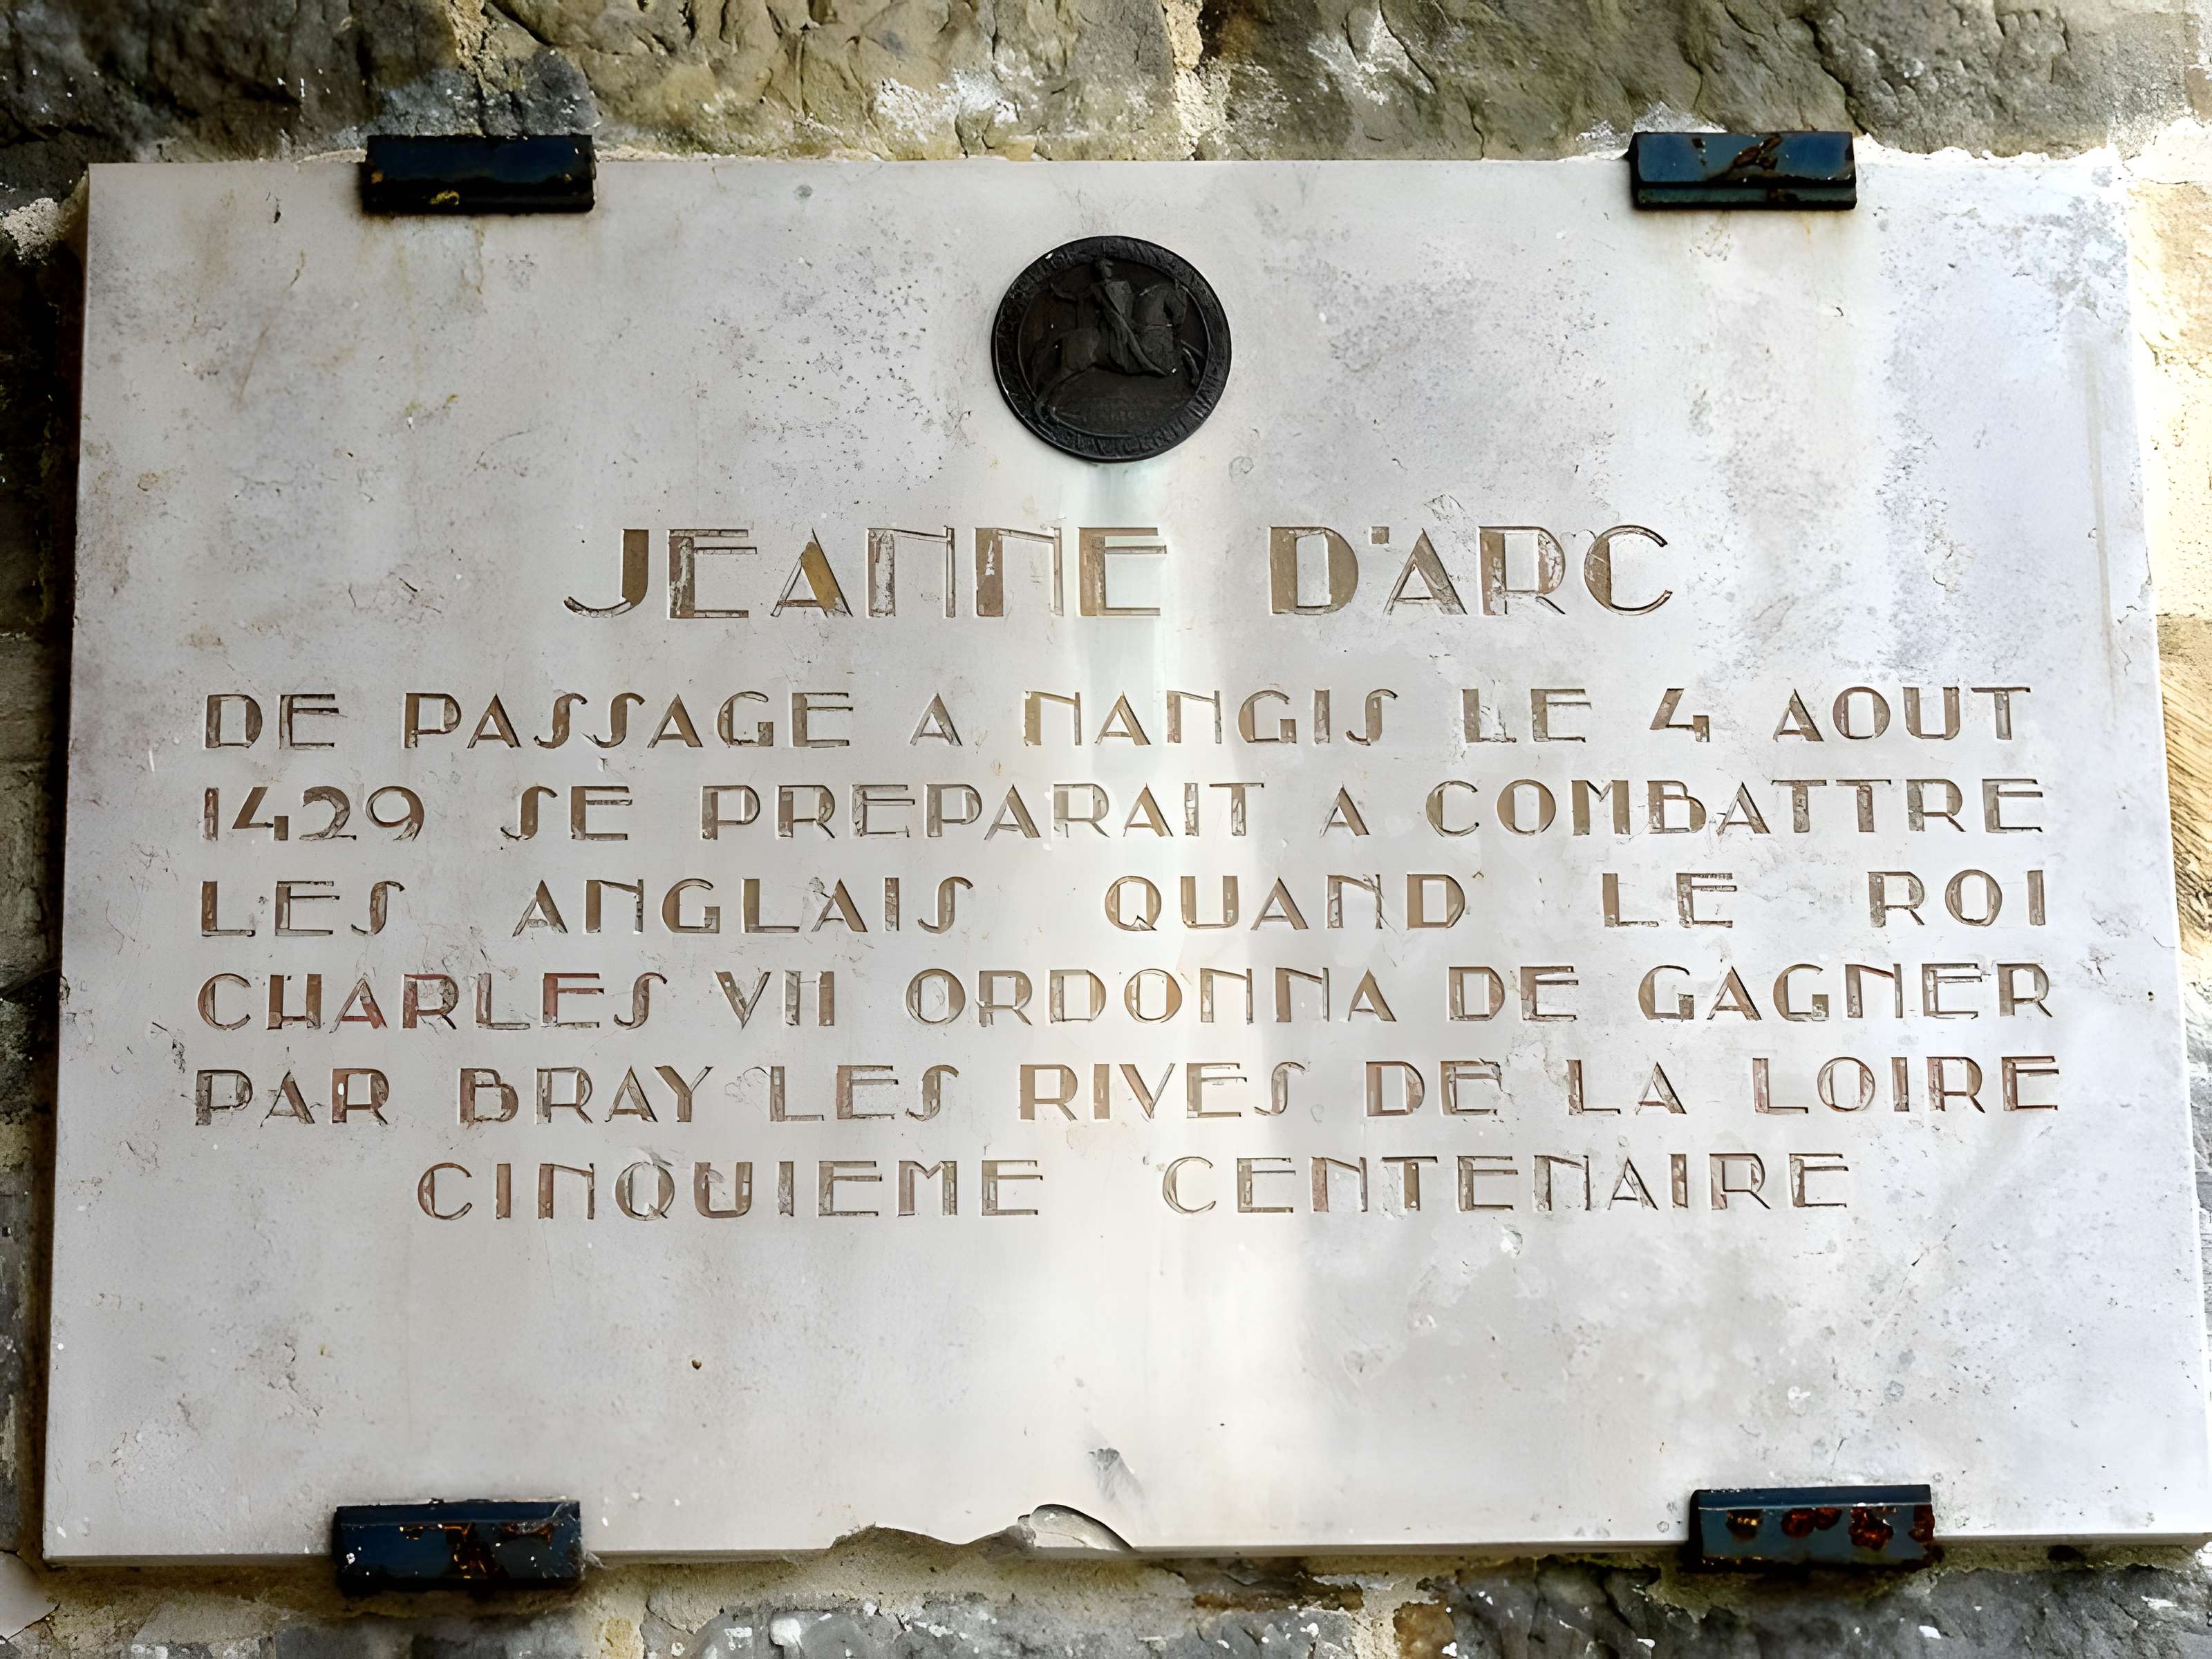 JEANNE D'ARC
DE PASSAGE A NANGIS LE 4 AOUT
1429 SE PREPARAIT A COMBATTRE
LES ANGLAIS QUAND LE ROI
CHARLES VII ORDONNA DE GAGNER
PAR BRAY LES RIVES DE LA LOIRE
CINQUIEME CENTENAIRE